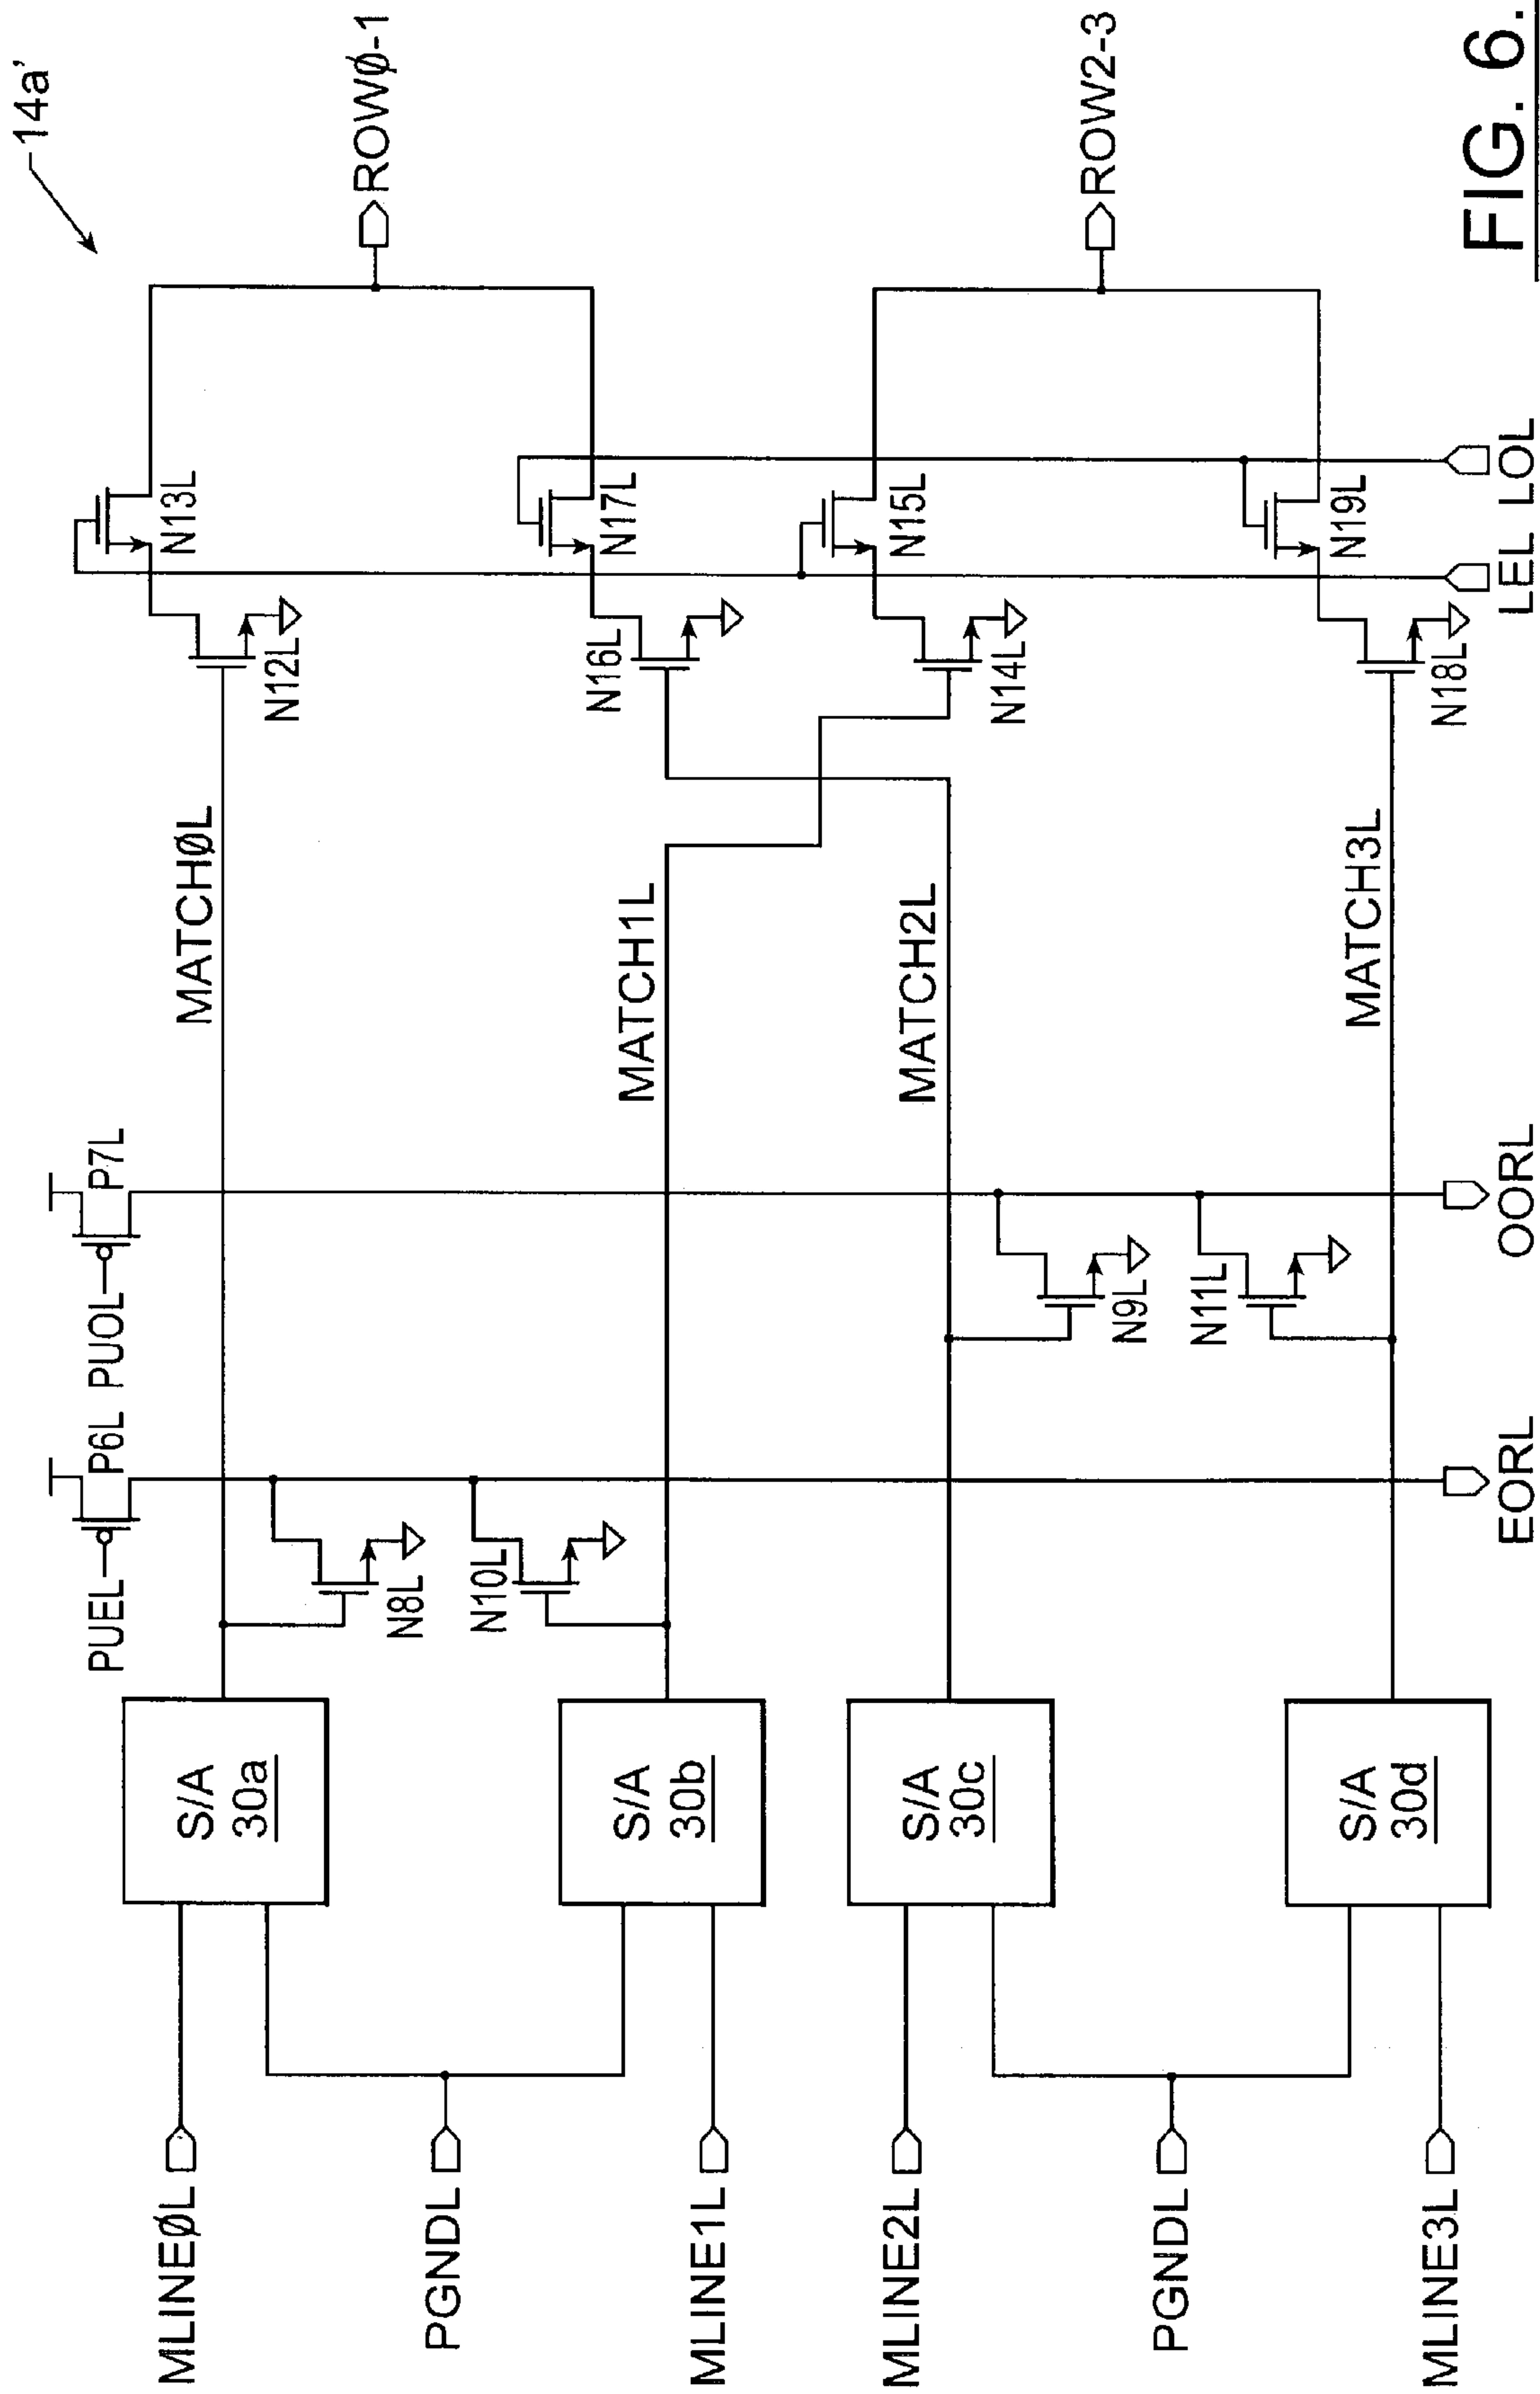 14a'
PUEL
P6L
PUOL
P7L
MLINEØL
S/A
30a
MATCHØL
N12L
N13L
ROWØ-1
N8L
PGNDL
N10L
MLINE1L
S/A
30b
MATCH1L
N16L
N17L
MLINE2L
S/A
30c
MATCH2L
N14L
N15L
ROW2-3
N9L
PGNDL
N11L
MLINE3L
S/A
30d
MATCH3L
N18L
N19L
EORL
OORL
LEL
LOL
FIG. 6.